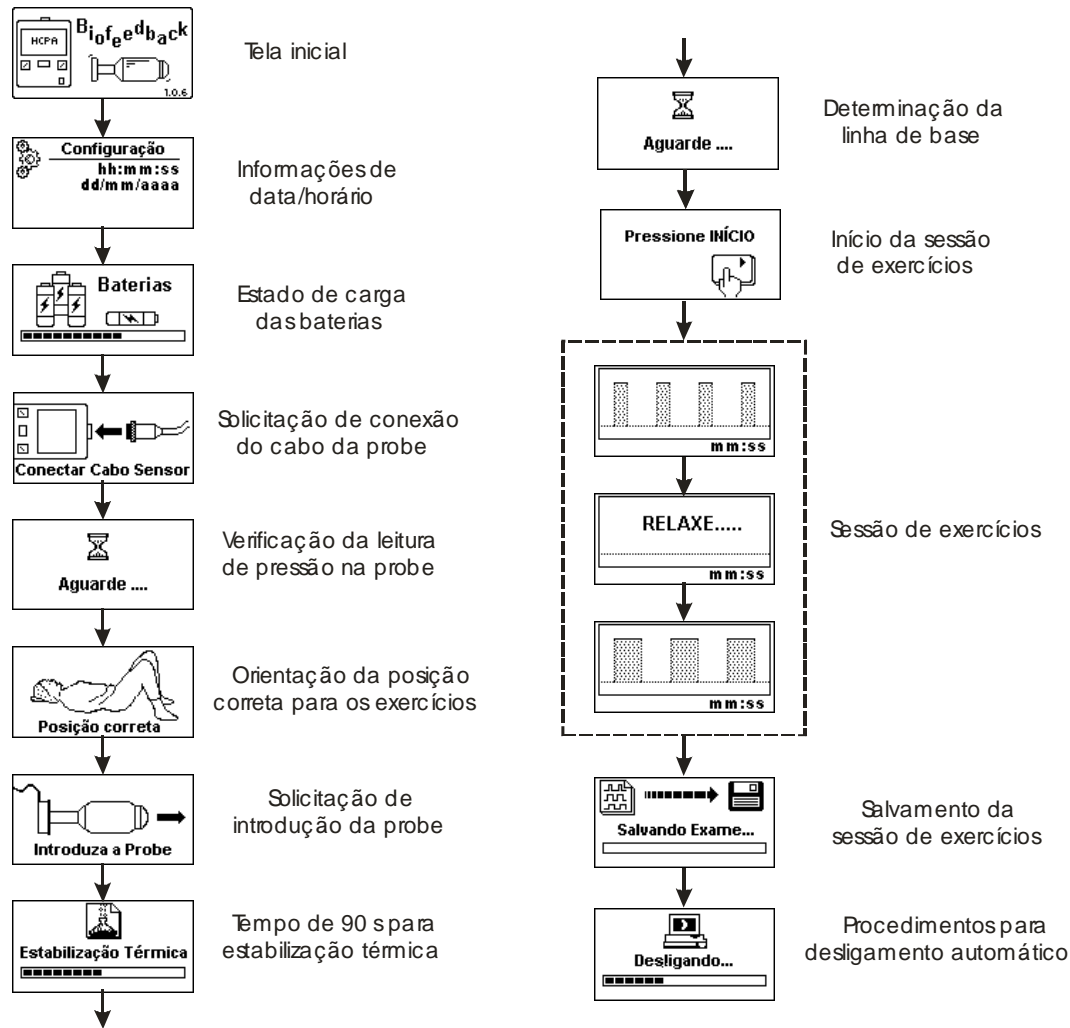 HCPA
Biofeedback
1.0.6
Tela inicial
Configuração
hh:mm:ss
dd/mm/aaaa
Informações de
data/horário
Baterias
Estado de carga
das baterias
Conectar Cabo Sensor
Solicitação de conexão
do cabo da probe
Aguarde ....
Verificação da leitura
de pressão na probe
Posição correta
Orientação da posição
correta para os exercícios
Introduza a Probe
Solicitação de
introdução da probe
Estabilização Térmica
Tempo de 90 s para
estabilização térmica
Aguarde ....
Determinação da
linha de base
Pressione INÍCIO
Início da sessão
de exercícios
mm:ss
RELAXE.....
mm:ss
Sessão de exercícios
mm:ss
Salvando Exame...
Salvamento da
sessão de exercícios
Desligando...
Procedimentos para
desligamento automático